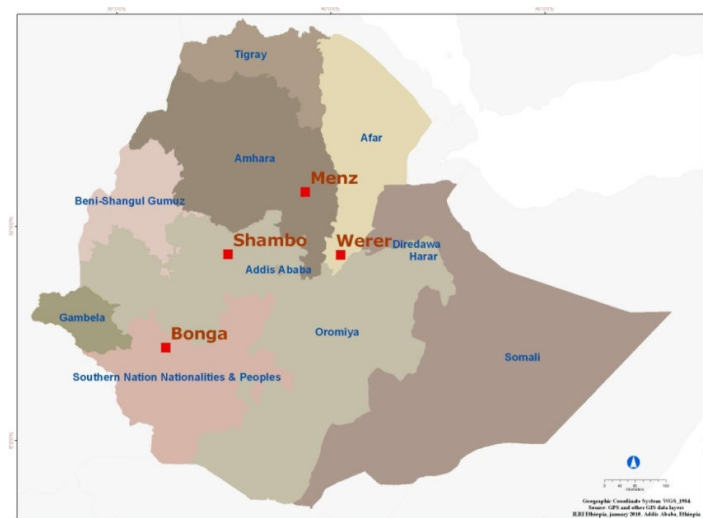 Tigray
Afar
Amhara
Menz
Beni-Shangul Gumuz
Shambo
Werer
Diredawa
Harar
Addis Ababa
Gambela
Bonga
Oromiya
Somali
Southern Nation Nationalities & Peoples
Geographic Coordinate System WGS_1984
Source: GPS and other GIS data layers
ILRI Ethiopia, january 2010. Addis Ababa, Ethiopia